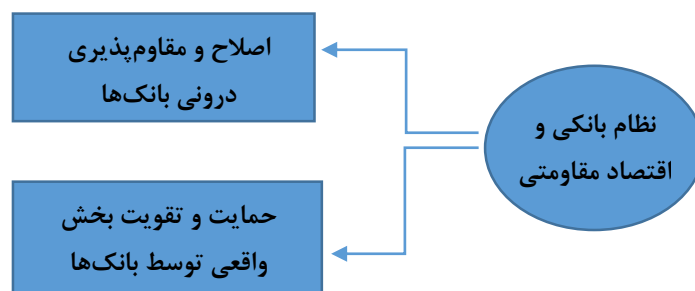 نظام بانکی و
اقتصاد مقاومتی
اصلاح و مقاوم‌پذیری
درونی بانک‌ها
حمایت و تقویت بخش
واقعی توسط بانک‌ها